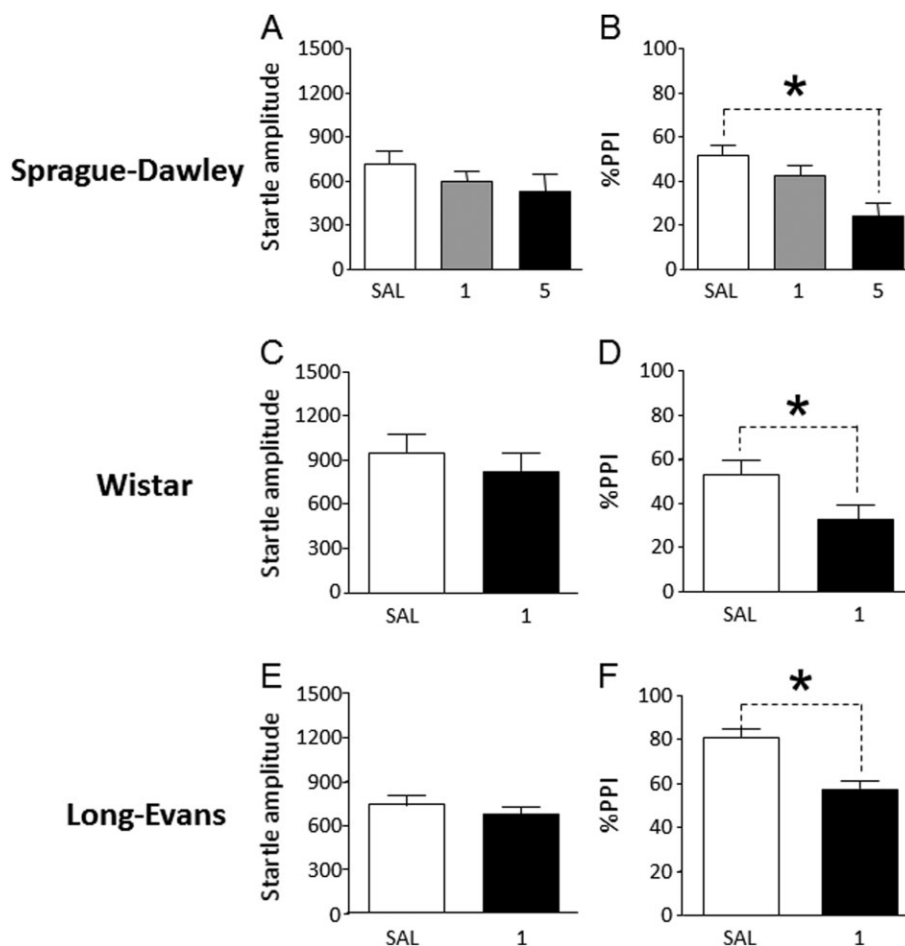 A
Startle amplitude
1500
1200
900
600
300
0
SAL 1 5
B
%PPI
100
80
60
40
20
0
*
SAL 1 5
Sprague-Dawley
C
Startle amplitude
1500
1200
900
600
300
0
SAL 1
D
%PPI
100
80
60
40
20
0
*
SAL 1
Wistar
E
Startle amplitude
1500
1200
900
600
300
0
SAL 1
F
%PPI
100
80
60
40
20
0
*
SAL 1
Long-Evans